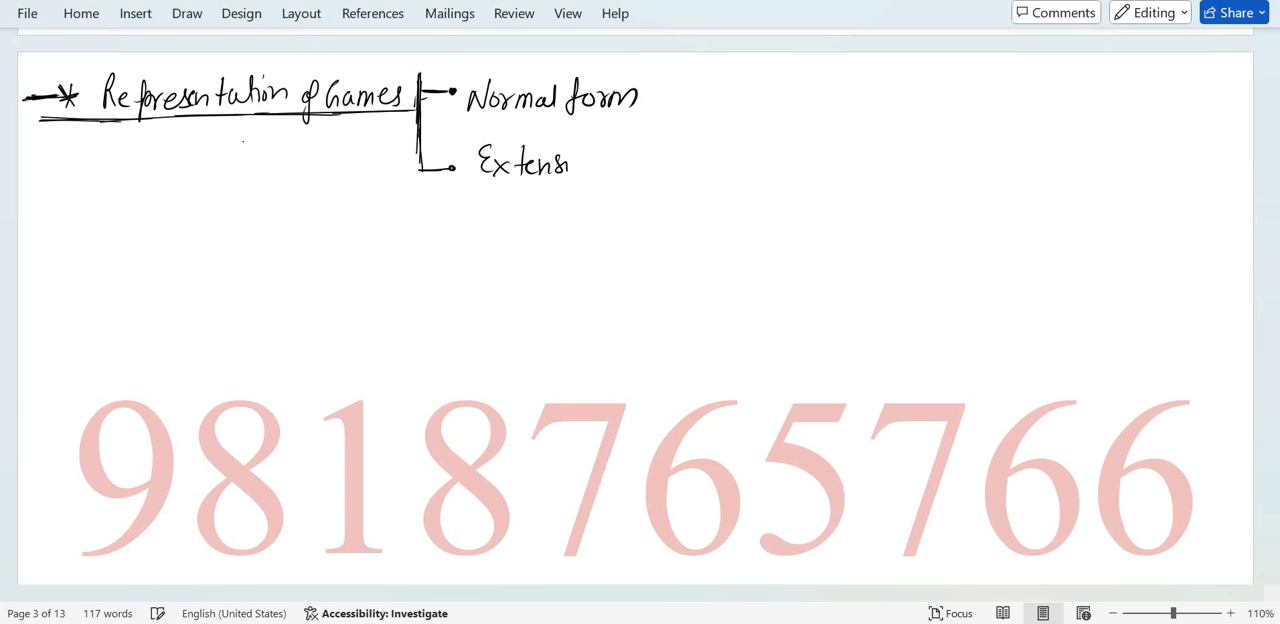 File Home Insert Draw Design Layout References Mailings Review View Help Comments Editing Share
Representation of Games Normal form
Extensi
9818765766
Page 3 of 13 117 words English (United States) Accessibility: Investigate Focus 110%